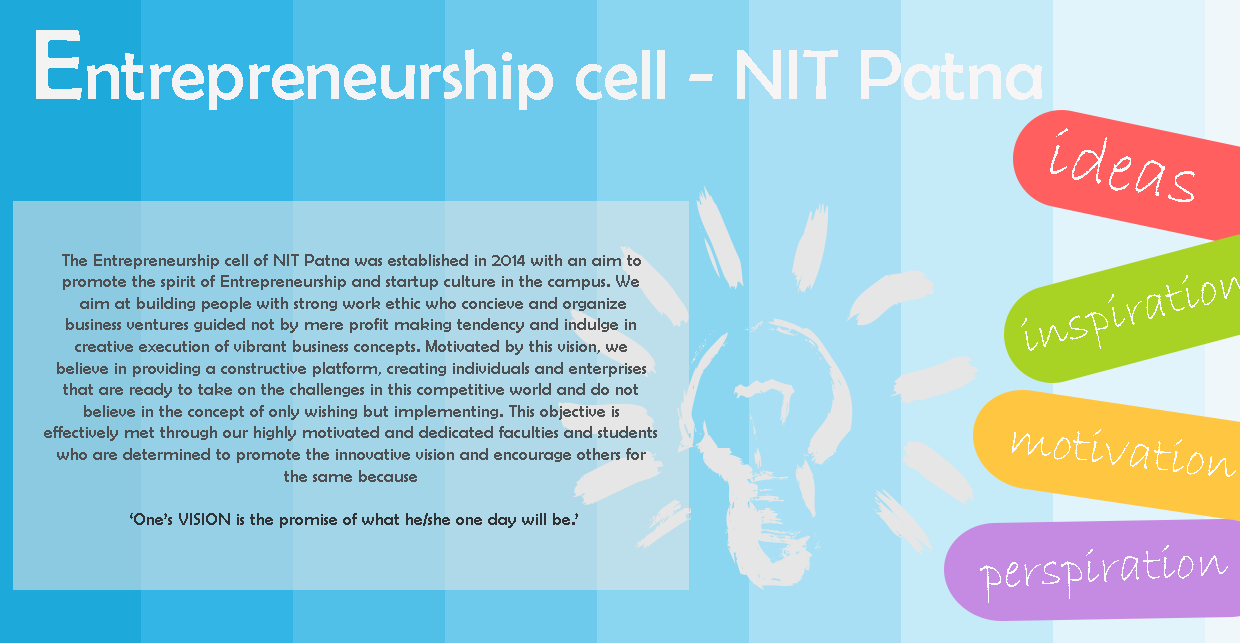 Entrepreneurship cell - NIT Patna
ideas
inspiration
motivation
perspiration
The Entrepreneurship cell of NIT Patna was established in 2014 with an aim to
promote the spirit of Entrepreneurship and startup culture in the campus. We
aim at building people with strong work ethic who concieve and organize
business ventures guided not by mere profit making tendency and indulge in
creative execution of vibrant business concepts. Motivated by this vision, we
believe in providing a constructive platform, creating individuals and enterprises
that are ready to take on the challenges in this competitive world and do not
believe in the concept of only wishing but implementing. This objective is
effectively met through our highly motivated and dedicated faculties and students
who are determined to promote the innovative vision and encourage others for
the same because
‘One’s VISION is the promise of what he/she one day will be.’